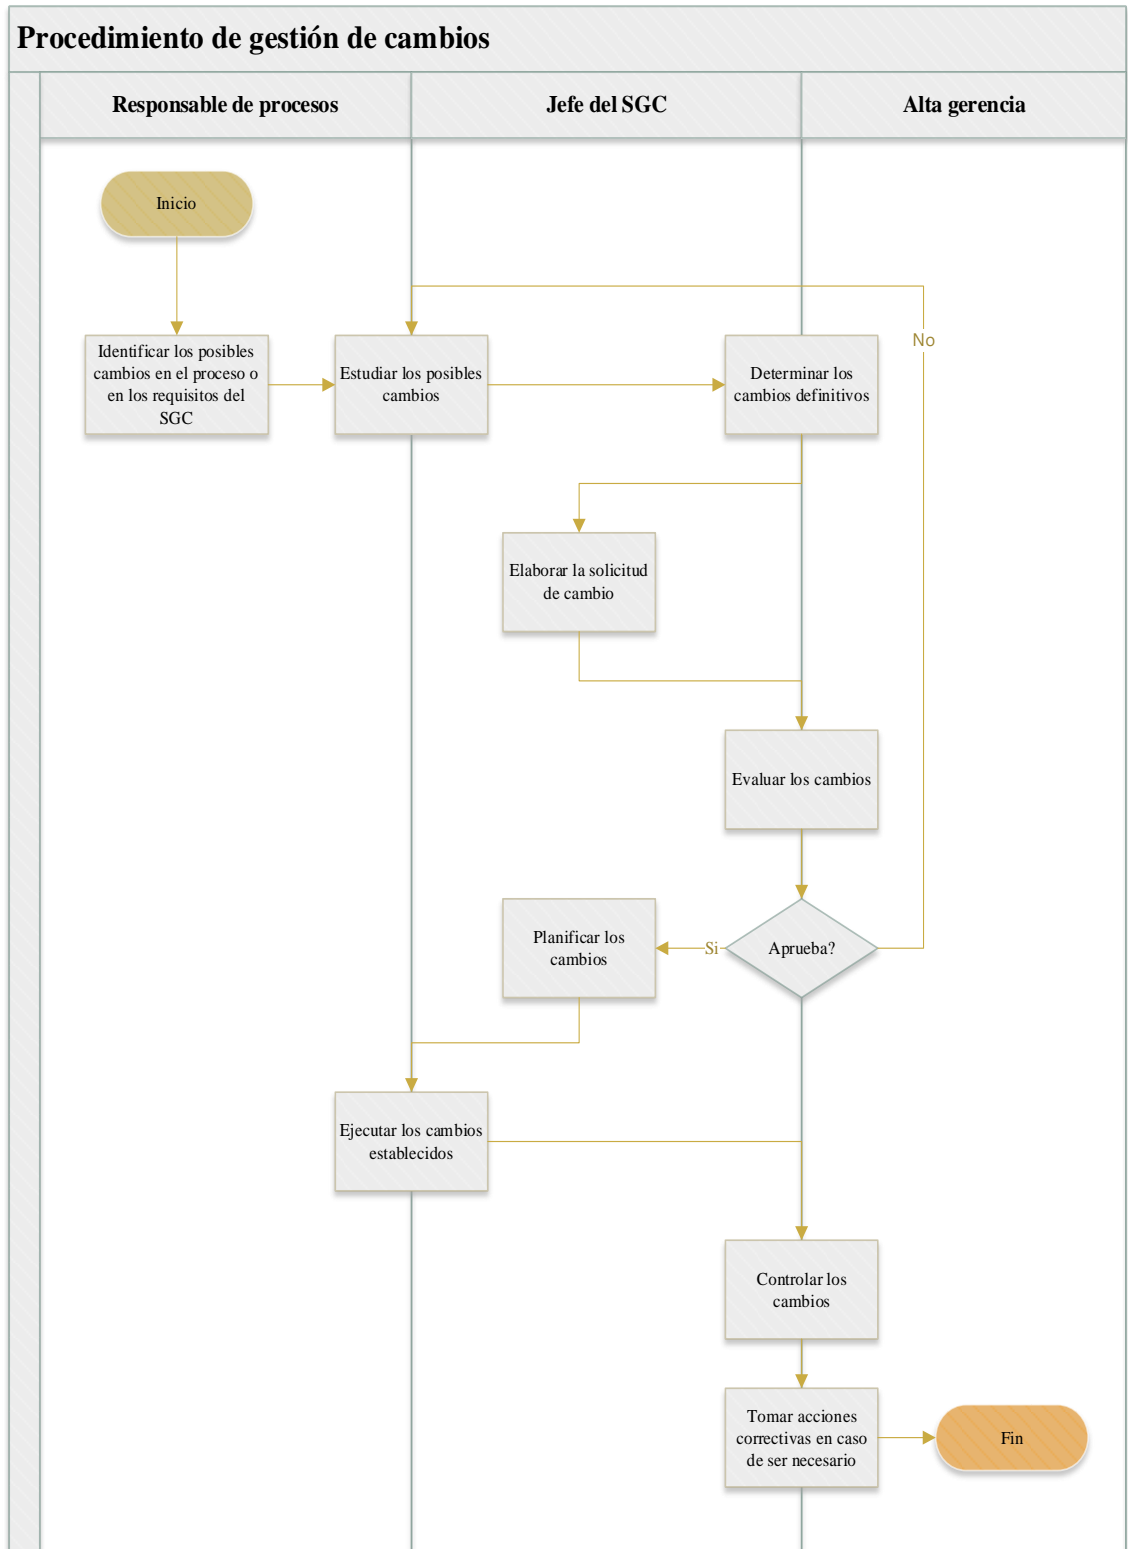 Procedimiento de gestión de cambios
Responsable de procesos
Jefe del SGC
Alta gerencia
Inicio
No
Identificar los posibles
cambios en el proceso o
en los requisitos del
SGC
Estudiar los posibles
cambios
Determinar los
cambios definitivos
Elaborar la solicitud
de cambio
Evaluar los cambios
Planificar los
cambios
Si
Aprueba?
Ejecutar los cambios
establecidos
Controlar los
cambios
Tomar acciones
correctivas en caso
de ser necesario
Fin